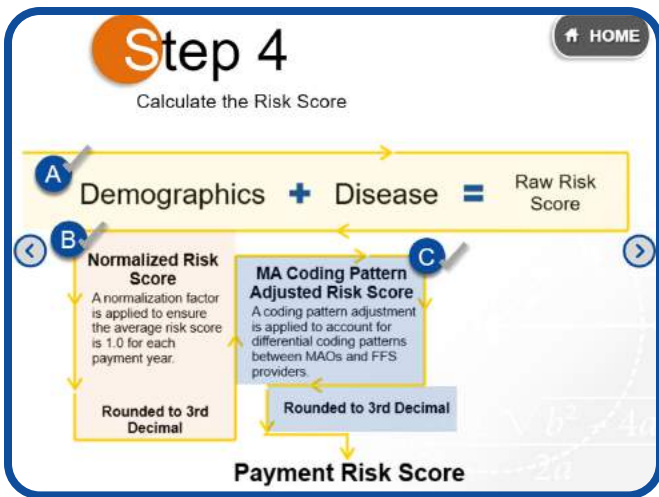 Step 4
HOME
Calculate the Risk Score
A
Demographics + Disease = Raw Risk
Score
B
Normalized Risk
Score
A normalization factor
is applied to ensure
the average risk score
is 1.0 for each
payment year.
Rounded to 3rd
Decimal
C
MA Coding Pattern
Adjusted Risk Score
A coding pattern adjustment
is applied to account for
differential coding patterns
between MAOs and FFS
providers.
Rounded to 3rd Decimal
Payment Risk Score